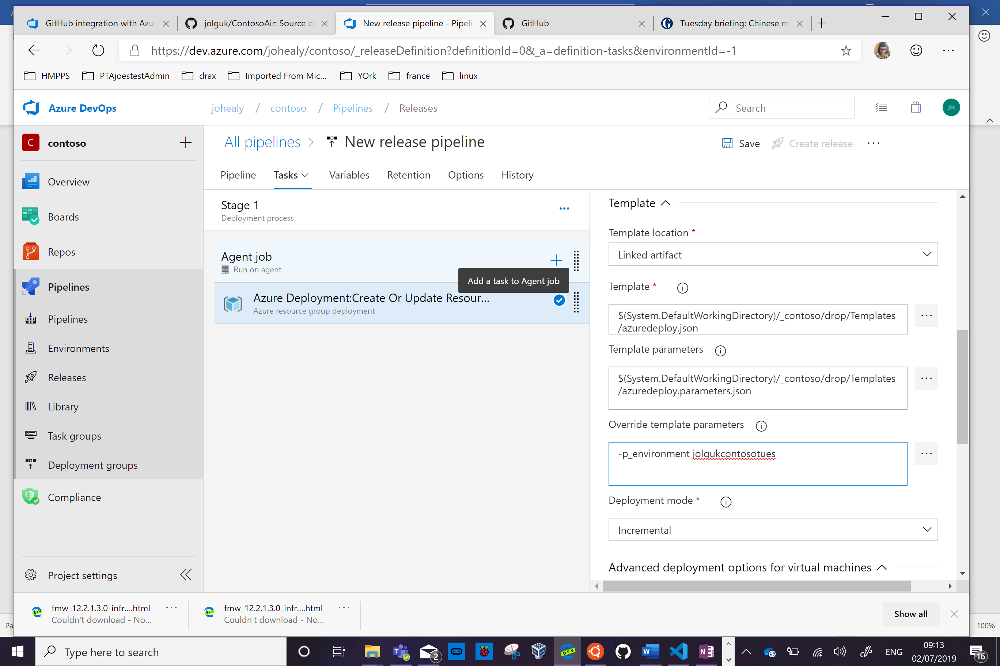 GitHub integration with Azur
jolguk/ContosoAir: Source co
New release pipeline - Pipeli
GitHub
Tuesday briefing: Chinese m
https://dev.azure.com/johealy/contoso/_releaseDefinition?definitionId=0&_a=definition-tasks&environmentId=-1
HMPPS
PTAjoestestAdmin
drax
Imported From Mic...
YOrk
france
linux
Azure DevOps
johealy / contoso / Pipelines / Releases
Search
JH
C
contoso
All pipelines
New release pipeline
Save
Create release
Overview
Boards
Repos
Pipelines
Pipelines
Environments
Releases
Library
Task groups
Deployment groups
Compliance
Project settings
Pipeline
Tasks
Variables
Retention
Options
History
Stage 1
Deployment process
Agent job
Run on agent
Add a task to Agent job
Azure Deployment:Create Or Update Resour...
Azure resource group deployment
Template
Template location *
Linked artifact
Template *
$(System.DefaultWorkingDirectory)/_contoso/drop/Templates
/azuredeploy.json
Template parameters
$(System.DefaultWorkingDirectory)/_contoso/drop/Templates
/azuredeploy.parameters.json
Override template parameters
-p_environment jolgukcontosotues
Deployment mode *
Incremental
Advanced deployment options for virtual machines
fmw_12.2.1.3.0_infr....html
Couldn't download - No...
fmw_12.2.1.3.0_infr....html
Couldn't download - No...
Show all
Pa
100%
Type here to search
2
DEV
ENG
09:13
02/07/2019
16